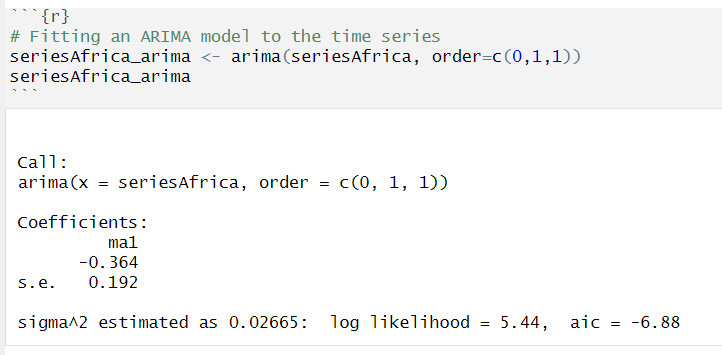 ```{r}
# Fitting an ARIMA model to the time series
seriesAfrica_arima <- arima(seriesAfrica, order=c(0,1,1))
seriesAfrica_arima
```
Call:
arima(x = seriesAfrica, order = c(0, 1, 1))
Coefficients:
ma1
-0.364
s.e. 0.192
sigma^2 estimated as 0.02665: log likelihood = 5.44, aic = -6.88